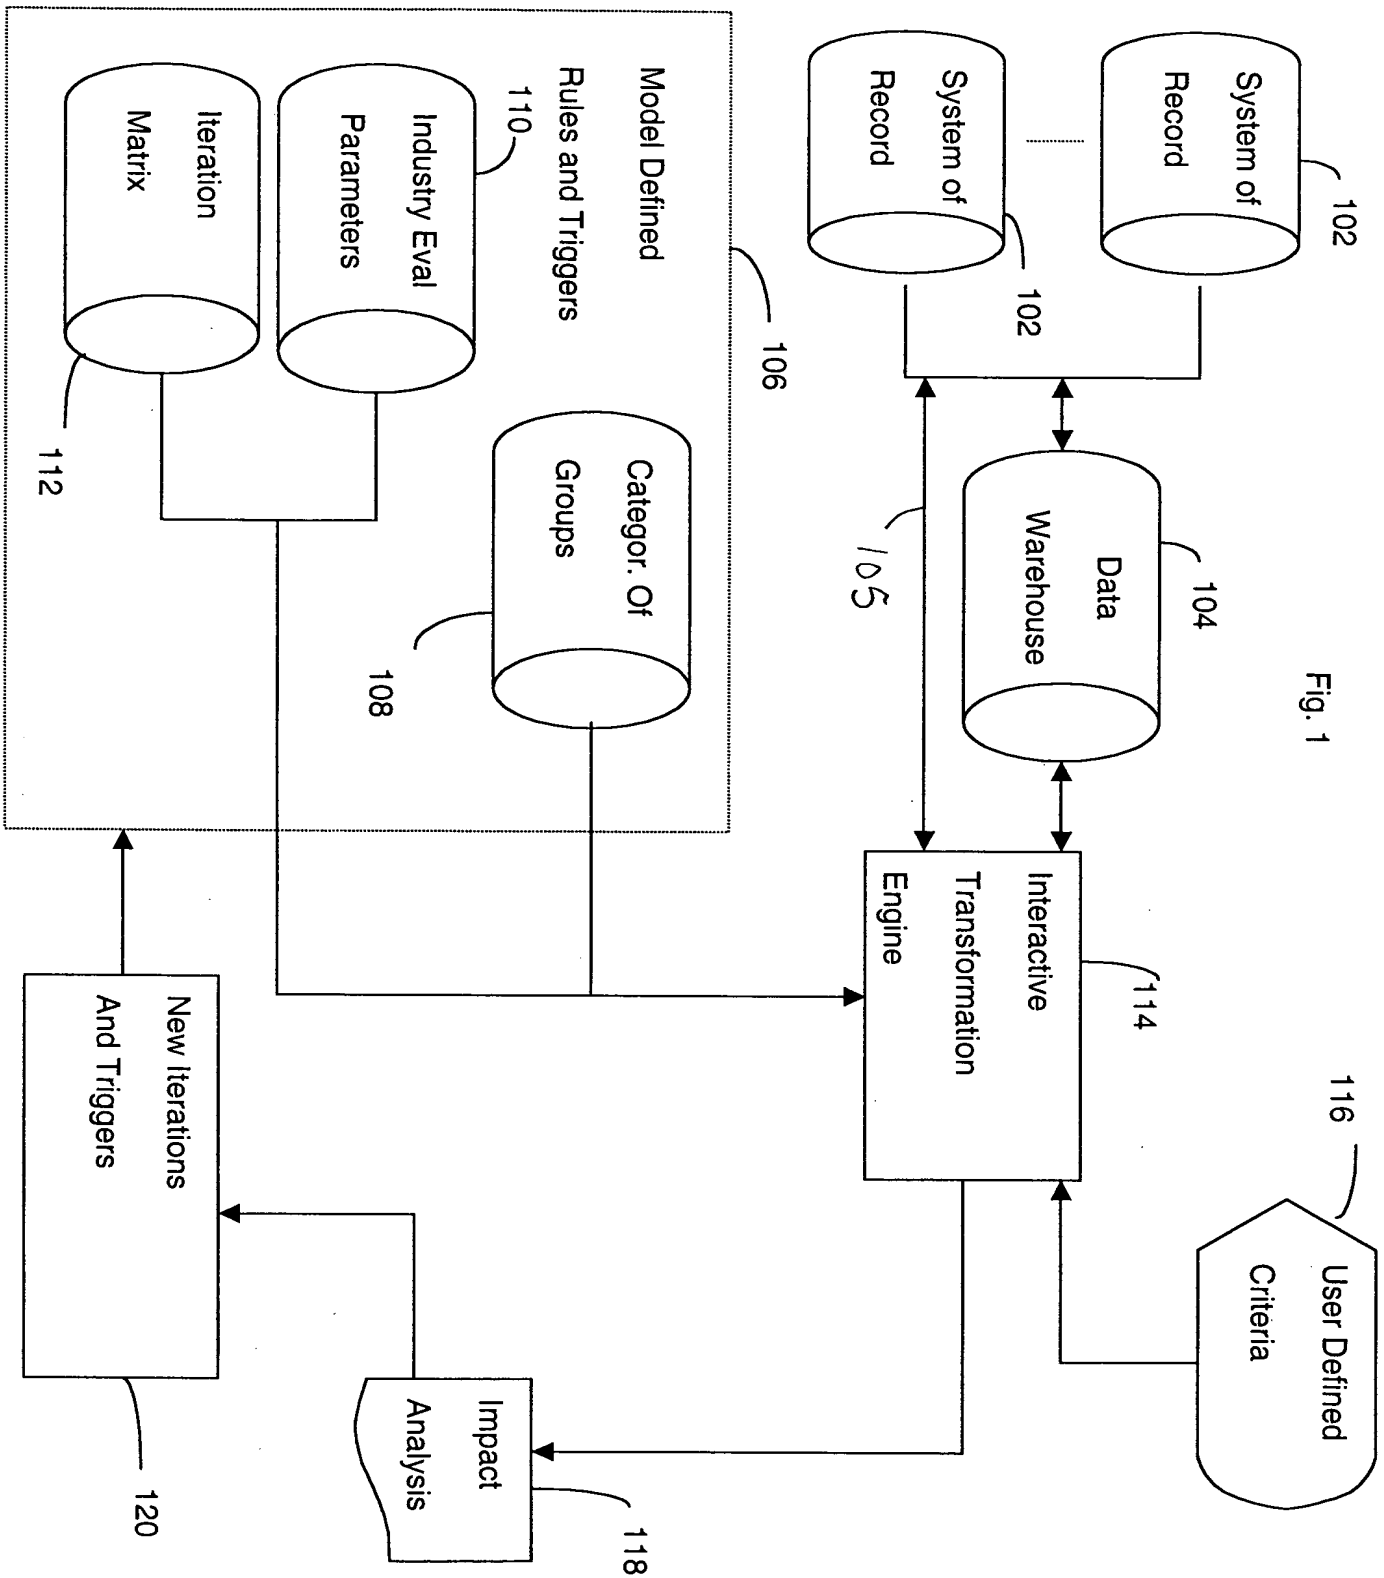 Fig. 1
System of
Record
102
System of
Record
102
Data
Warehouse
104
105
Interactive
Transformation
Engine
114
User Defined
Criteria
116
Model Defined
Rules and Triggers
106
Categor. Of
Groups
108
Industry Eval
Parameters
110
Iteration
Matrix
112
Impact
Analysis
118
New Iterations
And Triggers
120